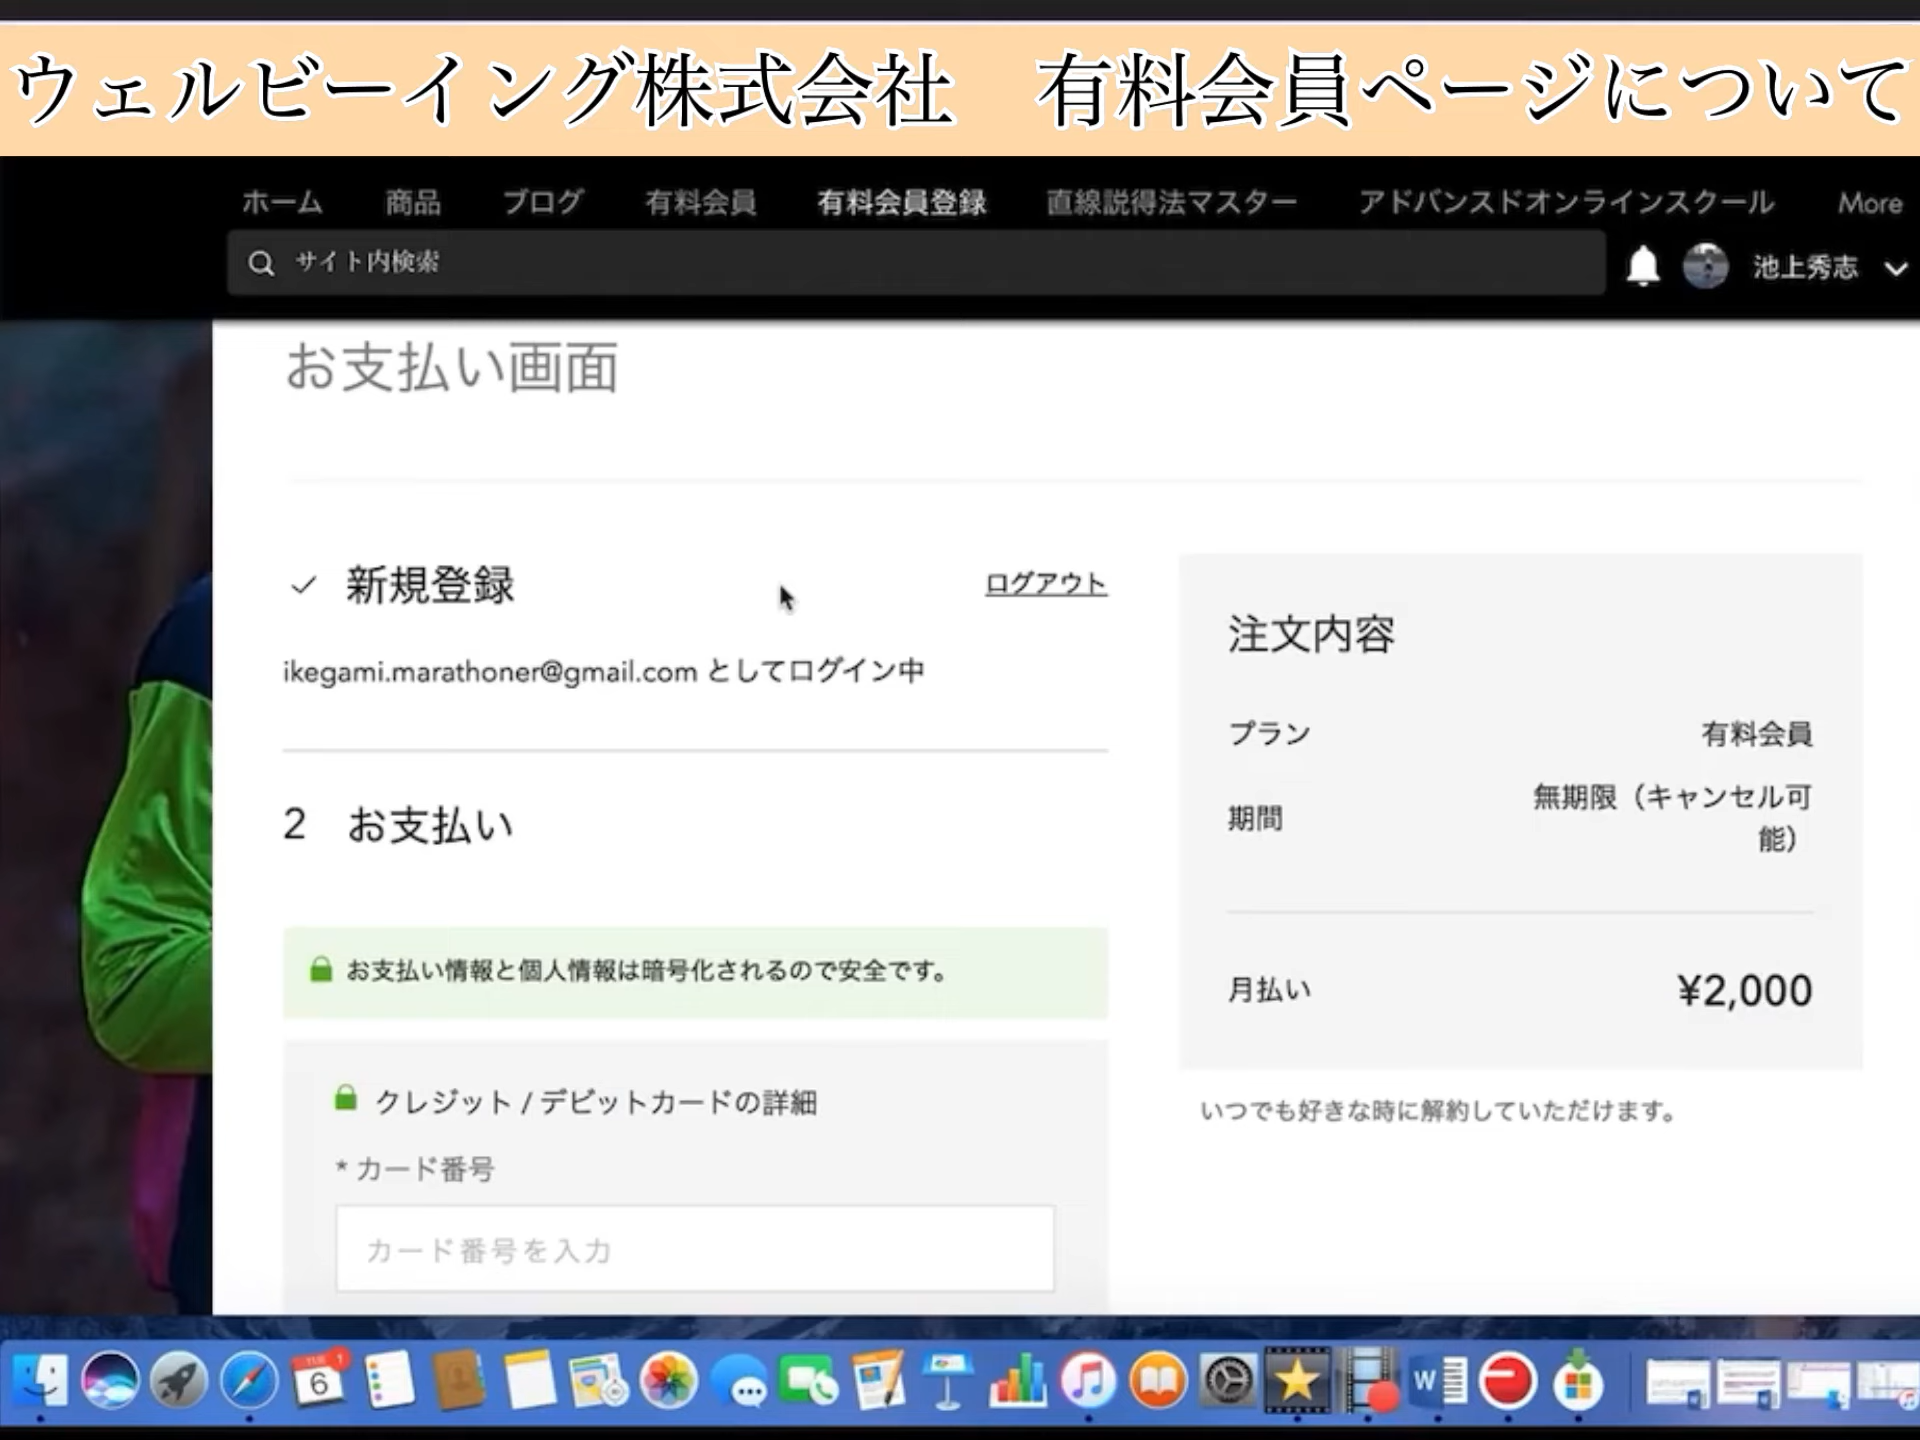 ウェルビーイング株式会社　有料会員ページについて
ホーム 商品 ブログ 有料会員 有料会員登録 直線説得法マスター アドバンスドオンラインスクール More
サイト内検索
池上秀志
お支払い画面
新規登録
ログアウト
ikegami.marathoner@gmail.com としてログイン中
2 お支払い
お支払い情報と個人情報は暗号化されるので安全です。
クレジット / デビットカードの詳細
* カード番号
カード番号を入力
注文内容
プラン 有料会員
期間 無期限（キャンセル可
能）
月払い ¥2,000
いつでも好きな時に解約していただけます。
TUE 1
6
W